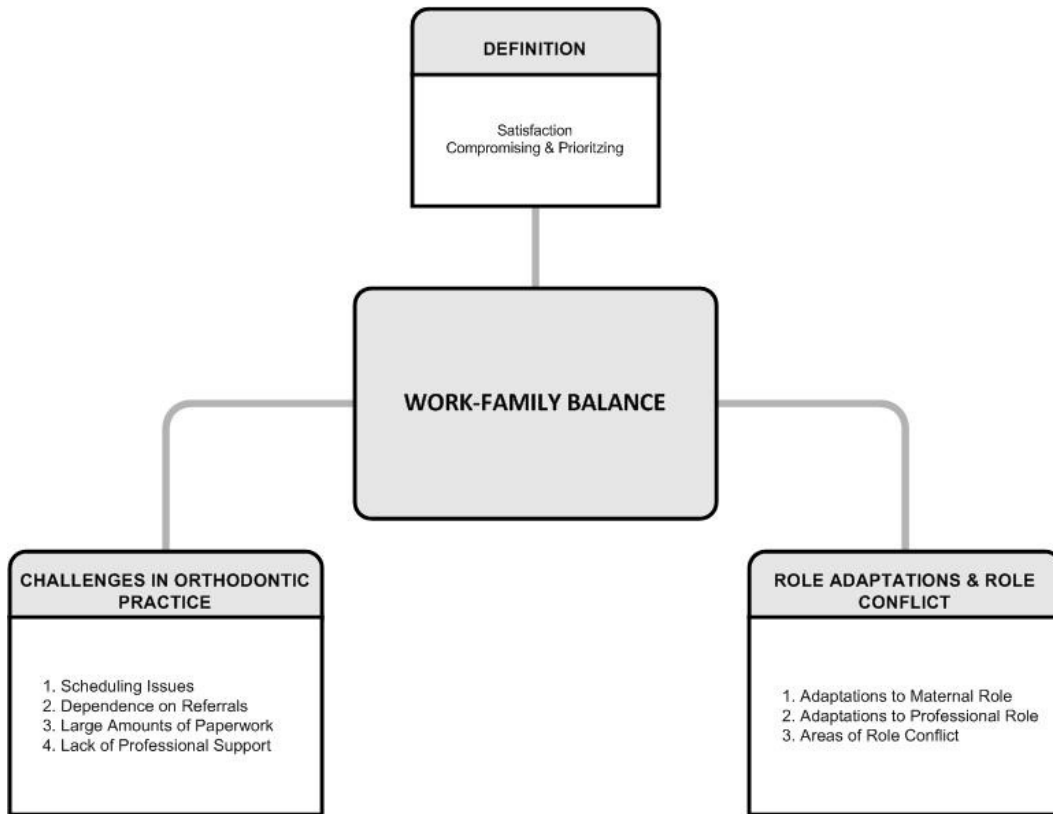 DEFINITION
Satisfaction
Compromising & Prioritzing
WORK-FAMILY BALANCE
CHALLENGES IN ORTHODONTIC
PRACTICE
1. Scheduling Issues
2. Dependence on Referrals
3. Large Amounts of Paperwork
4. Lack of Professional Support
ROLE ADAPTATIONS & ROLE
CONFLICT
1. Adaptations to Maternal Role
2. Adaptations to Professional Role
3. Areas of Role Conflict